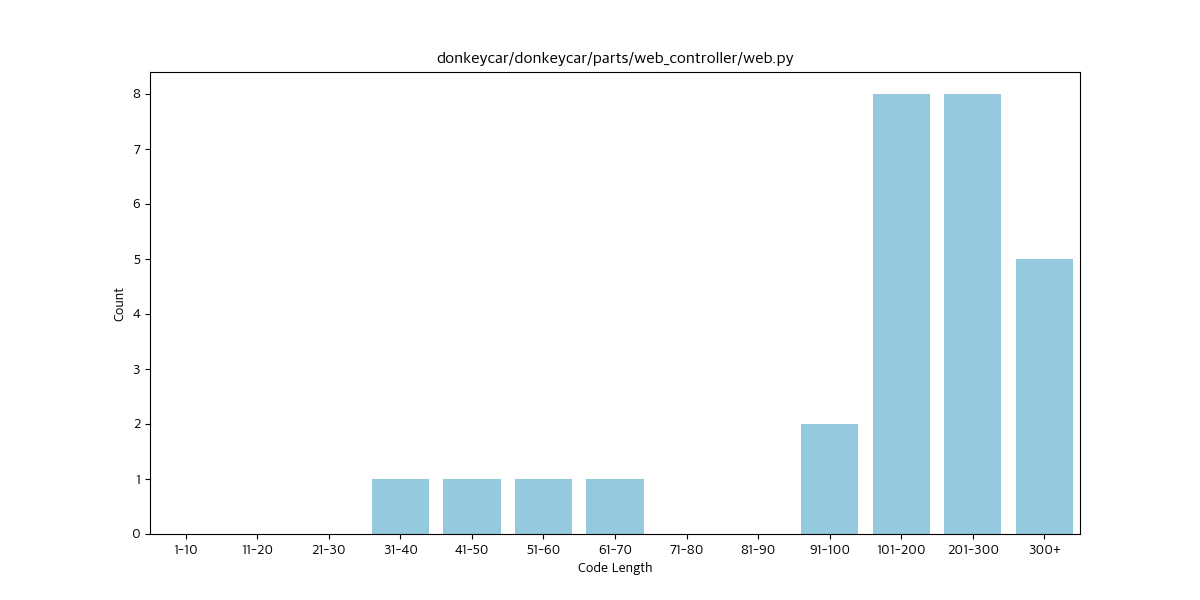 donkeycar/donkeycar/parts/web_controller/web.py
8
7
6
5
4
3
2
1
0
Count
1-10 11-20 21-30 31-40 41-50 51-60 61-70 71-80 81-90 91-100 101-200 201-300 300+
Code Length